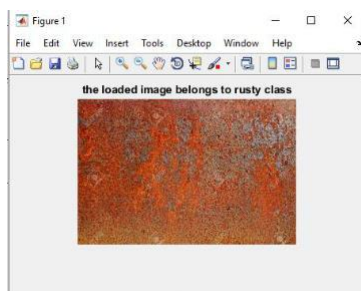 Figure 1
File Edit View Insert Tools Desktop Window Help
the loaded image belongs to rusty class